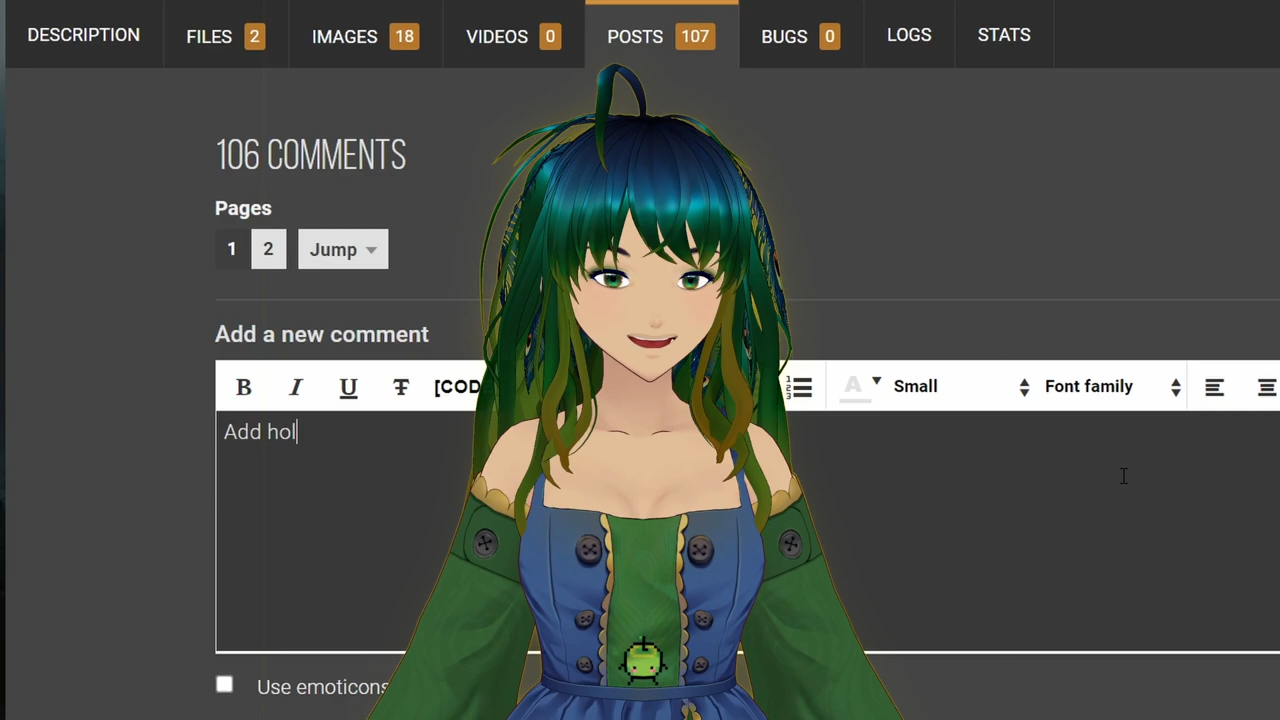 DESCRIPTION FILES 2 IMAGES 18 VIDEOS 0 POSTS 107 BUGS 0 LOGS STATS
106 COMMENTS
Pages
1 2 Jump
Add a new comment
B I U T [COD A Small Font family
Add hol
Use emoticons